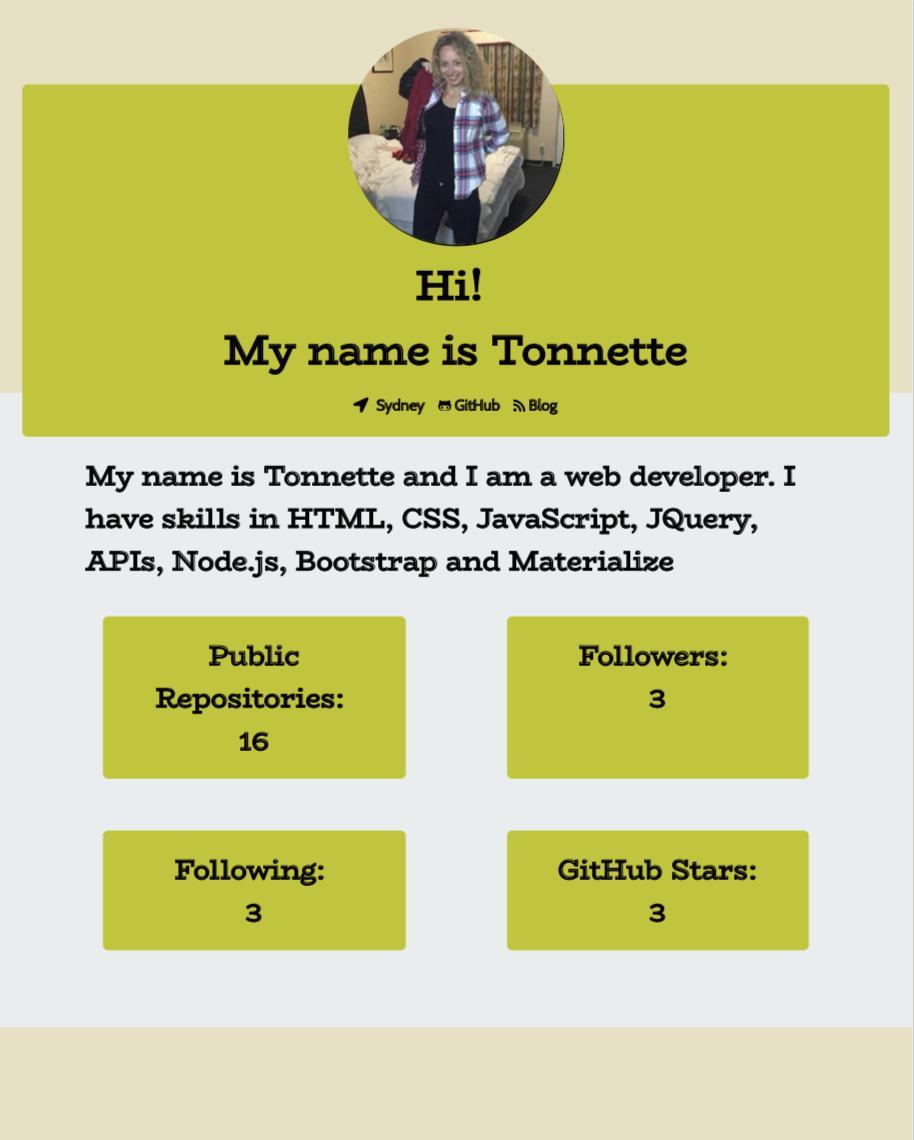 Hi!
My name is Tonnette
Sydney GitHub Blog
My name is Tonnette and I am a web developer. I
have skills in HTML, CSS, JavaScript, JQuery,
APIs, Node.js, Bootstrap and Materialize
Public
Repositories:
16
Followers:
3
Following:
3
GitHub Stars:
3